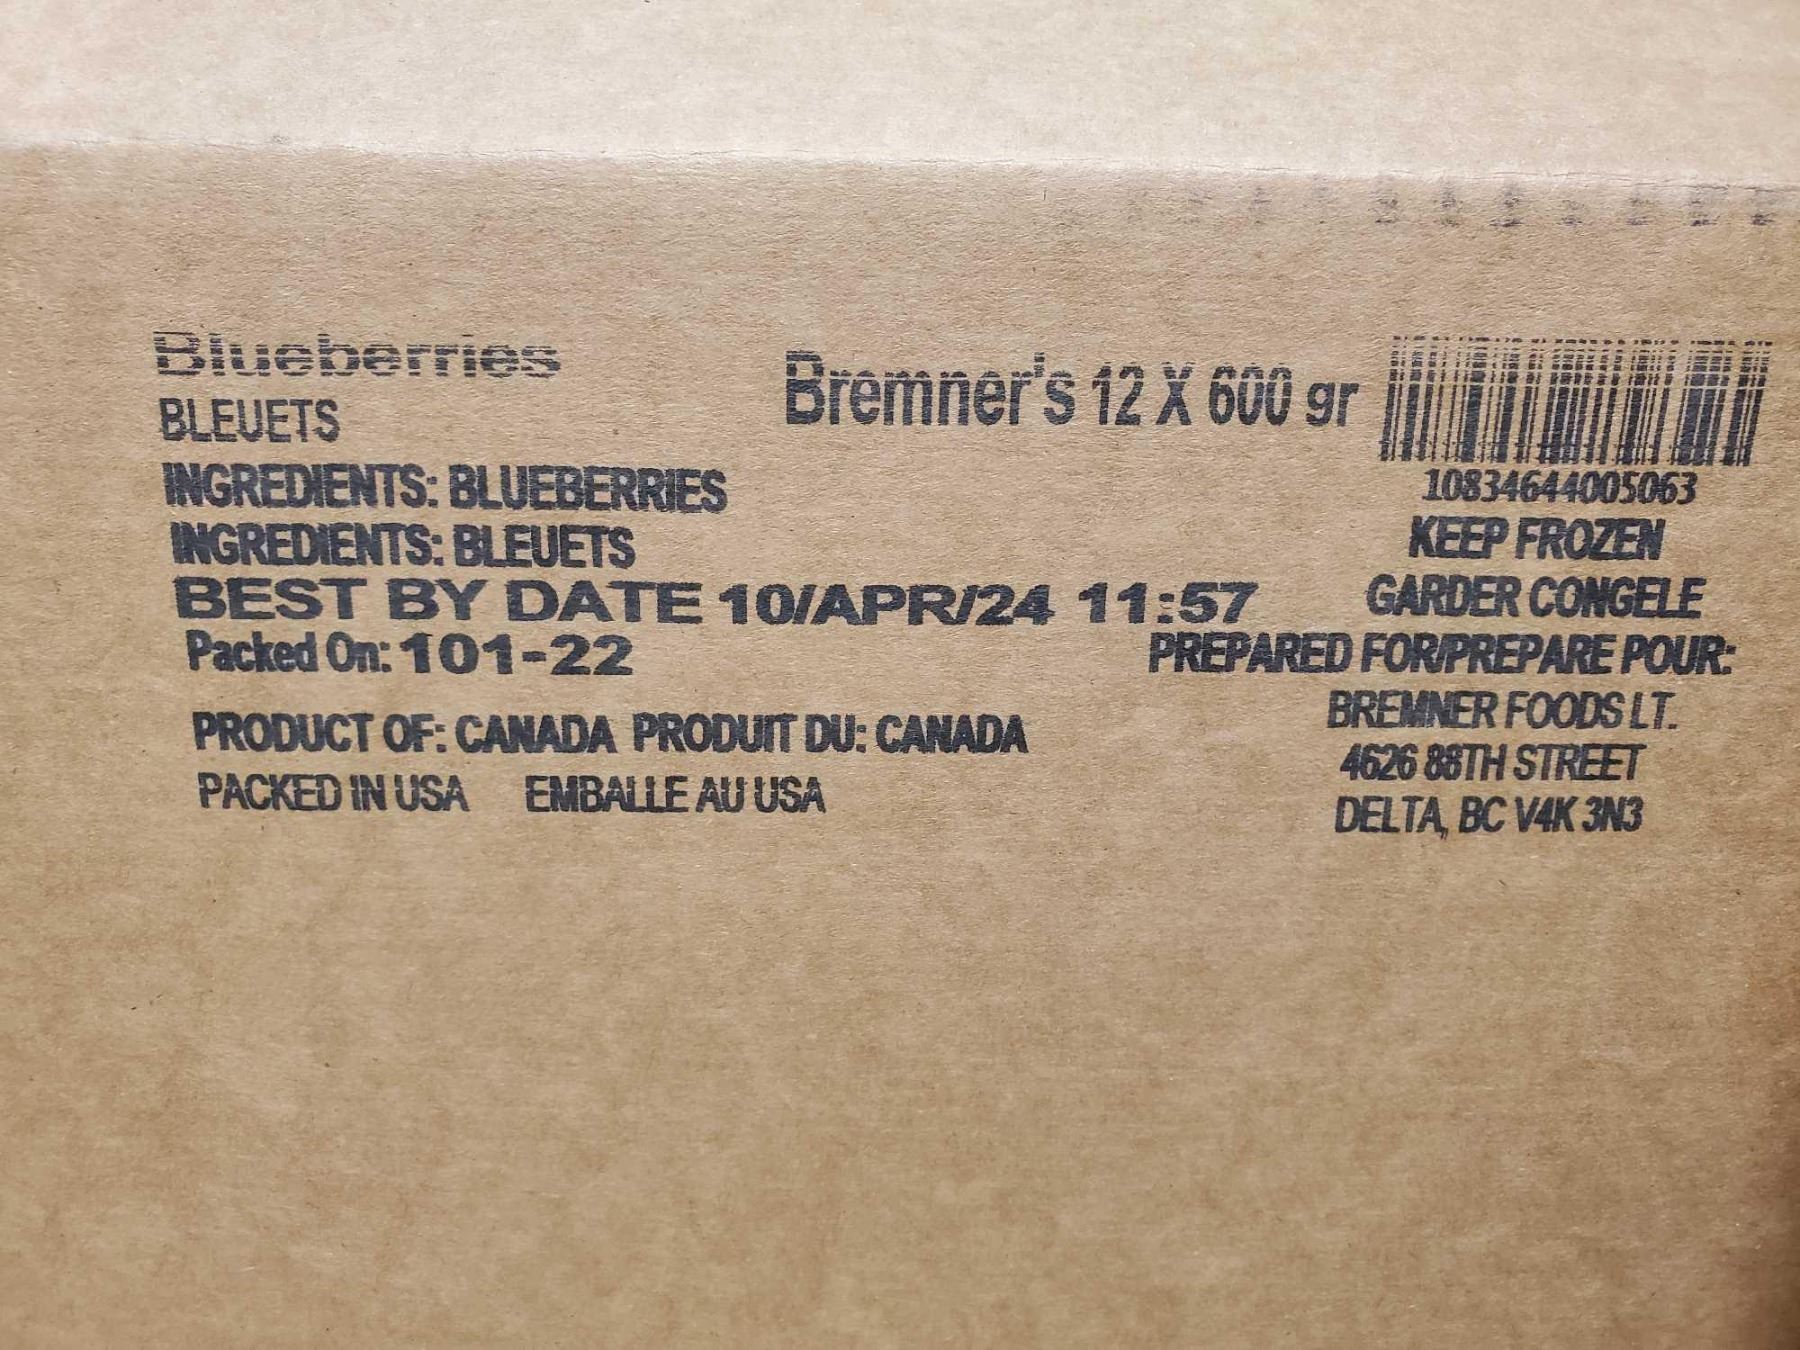 Blueberries
BLEUETS
INGREDIENTS: BLUEBERRIES
INGREDIENTS: BLEUETS
BEST BY DATE 10/APR/24 11:57
Packed On: 101-22
PRODUCT OF: CANADA PRODUIT DU: CANADA
PACKED IN USA EMBALLE AU USA
Bremner's 12 X 600 gr
10834644005063
KEEP FROZEN
GARDER CONGELE
PREPARED FOR/PREPARE POUR:
BREMNER FOODS LT.
4626 88TH STREET
DELTA, BC V4K 3N3